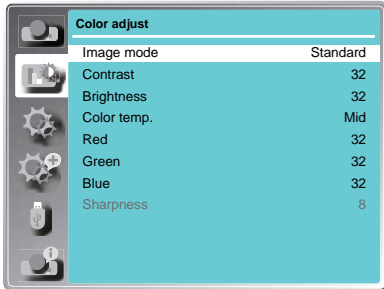 Color adjust
Image mode Standard
Contrast 32
Brightness 32
Color temp. Mid
Red 32
Green 32
Blue 32
Sharpness 8